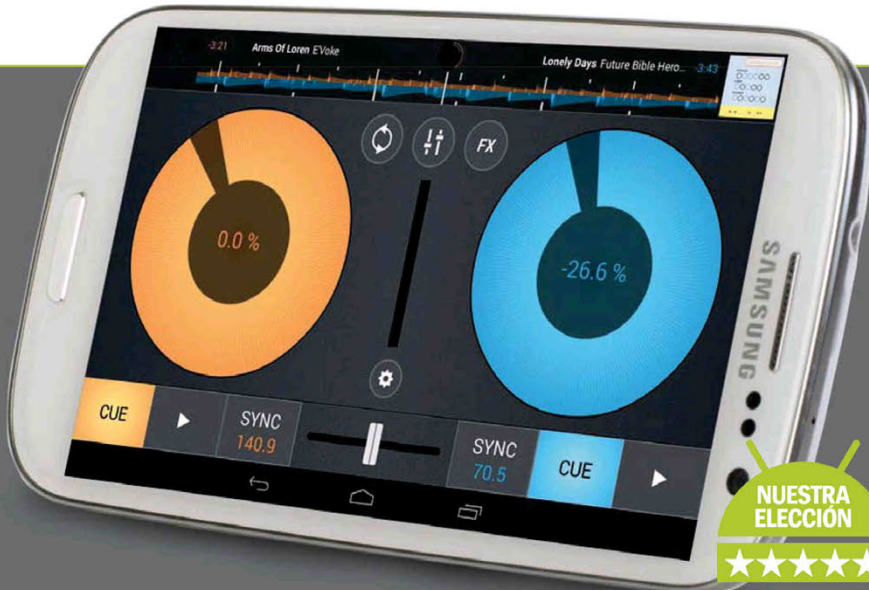 -3:21 Arms Of Loren E'Voke
Lonely Days Future Bible Hero... -3:43
FX
0.0 %
-26.6 %
CUE
SYNC
140.9
SYNC
70.5
CUE
SAMSUNG
NUESTRA
ELECCIÓN